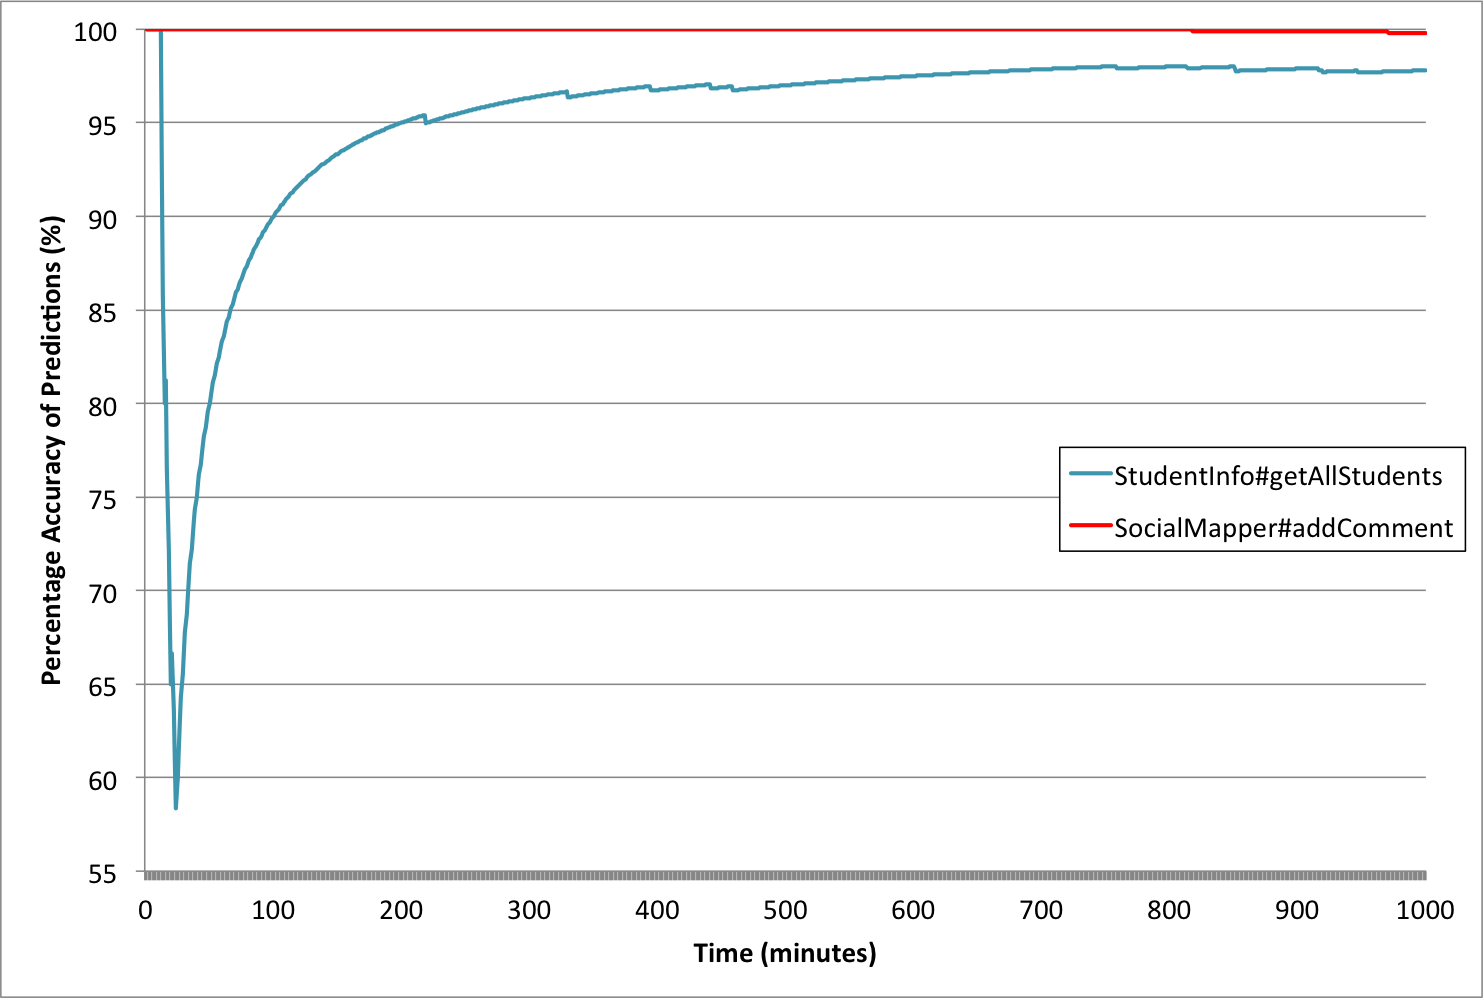 100
95
90
85
80
75
70
65
60
55
Percentage Accuracy of Predictions (%)
StudentInfo#getAllStudents
SocialMapper#addComment
0 100 200 300 400 500 600 700 800 900 1000
Time (minutes)